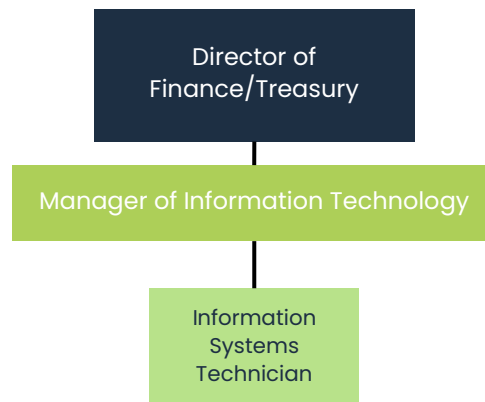 Director of
Finance/Treasury
Manager of Information Technology
Information
Systems
Technician